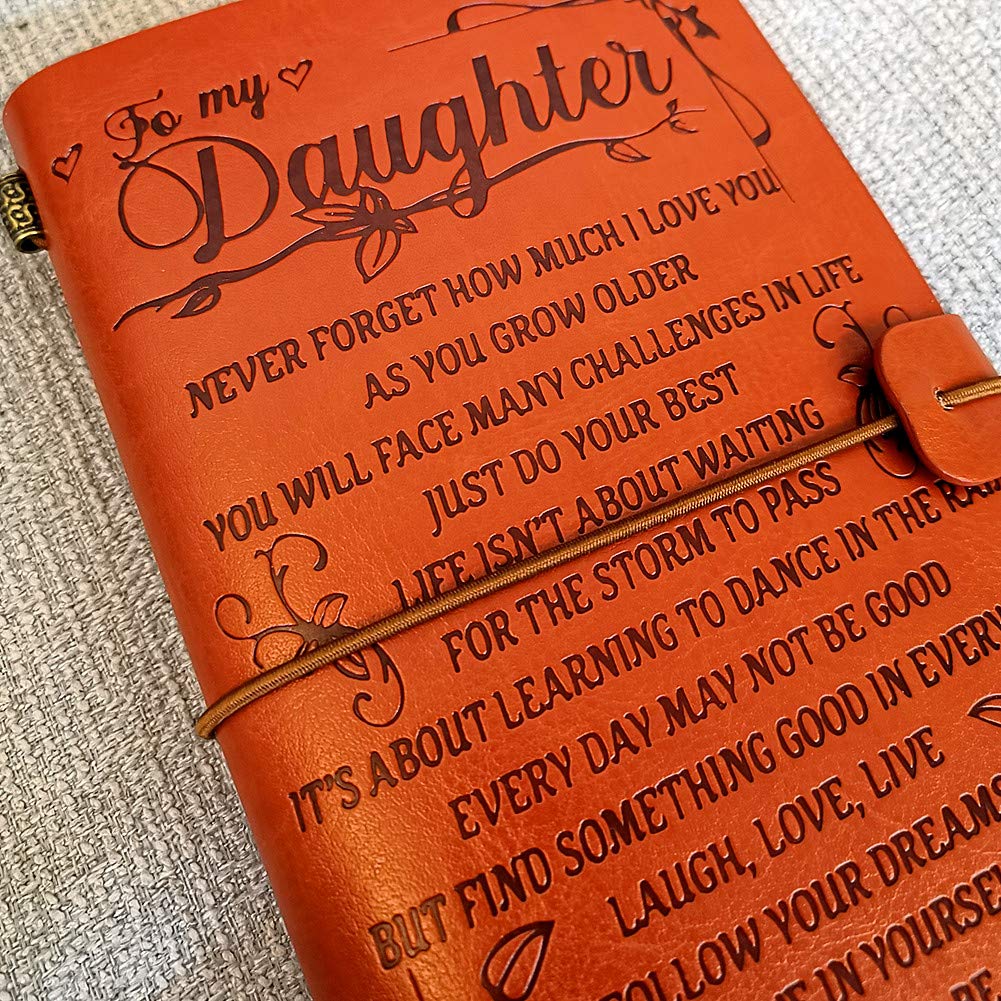 To my
Daughter
NEVER FORGET HOW MUCH I LOVE YOU
AS YOU GROW OLDER
YOU WILL FACE MANY CHALLENGES IN LIFE
JUST DO YOUR BEST
LIFE ISN'T ABOUT WAITING
FOR THE STORM TO PASS
IT'S ABOUT LEARNING TO DANCE IN THE
EVERY DAY MAY NOT BE GOOD
BUT FIND SOMETHING GOOD IN EVERY
LAUGH, LOVE, LIVE
FOLLOW YOUR DREAMS
IN YOURSELF